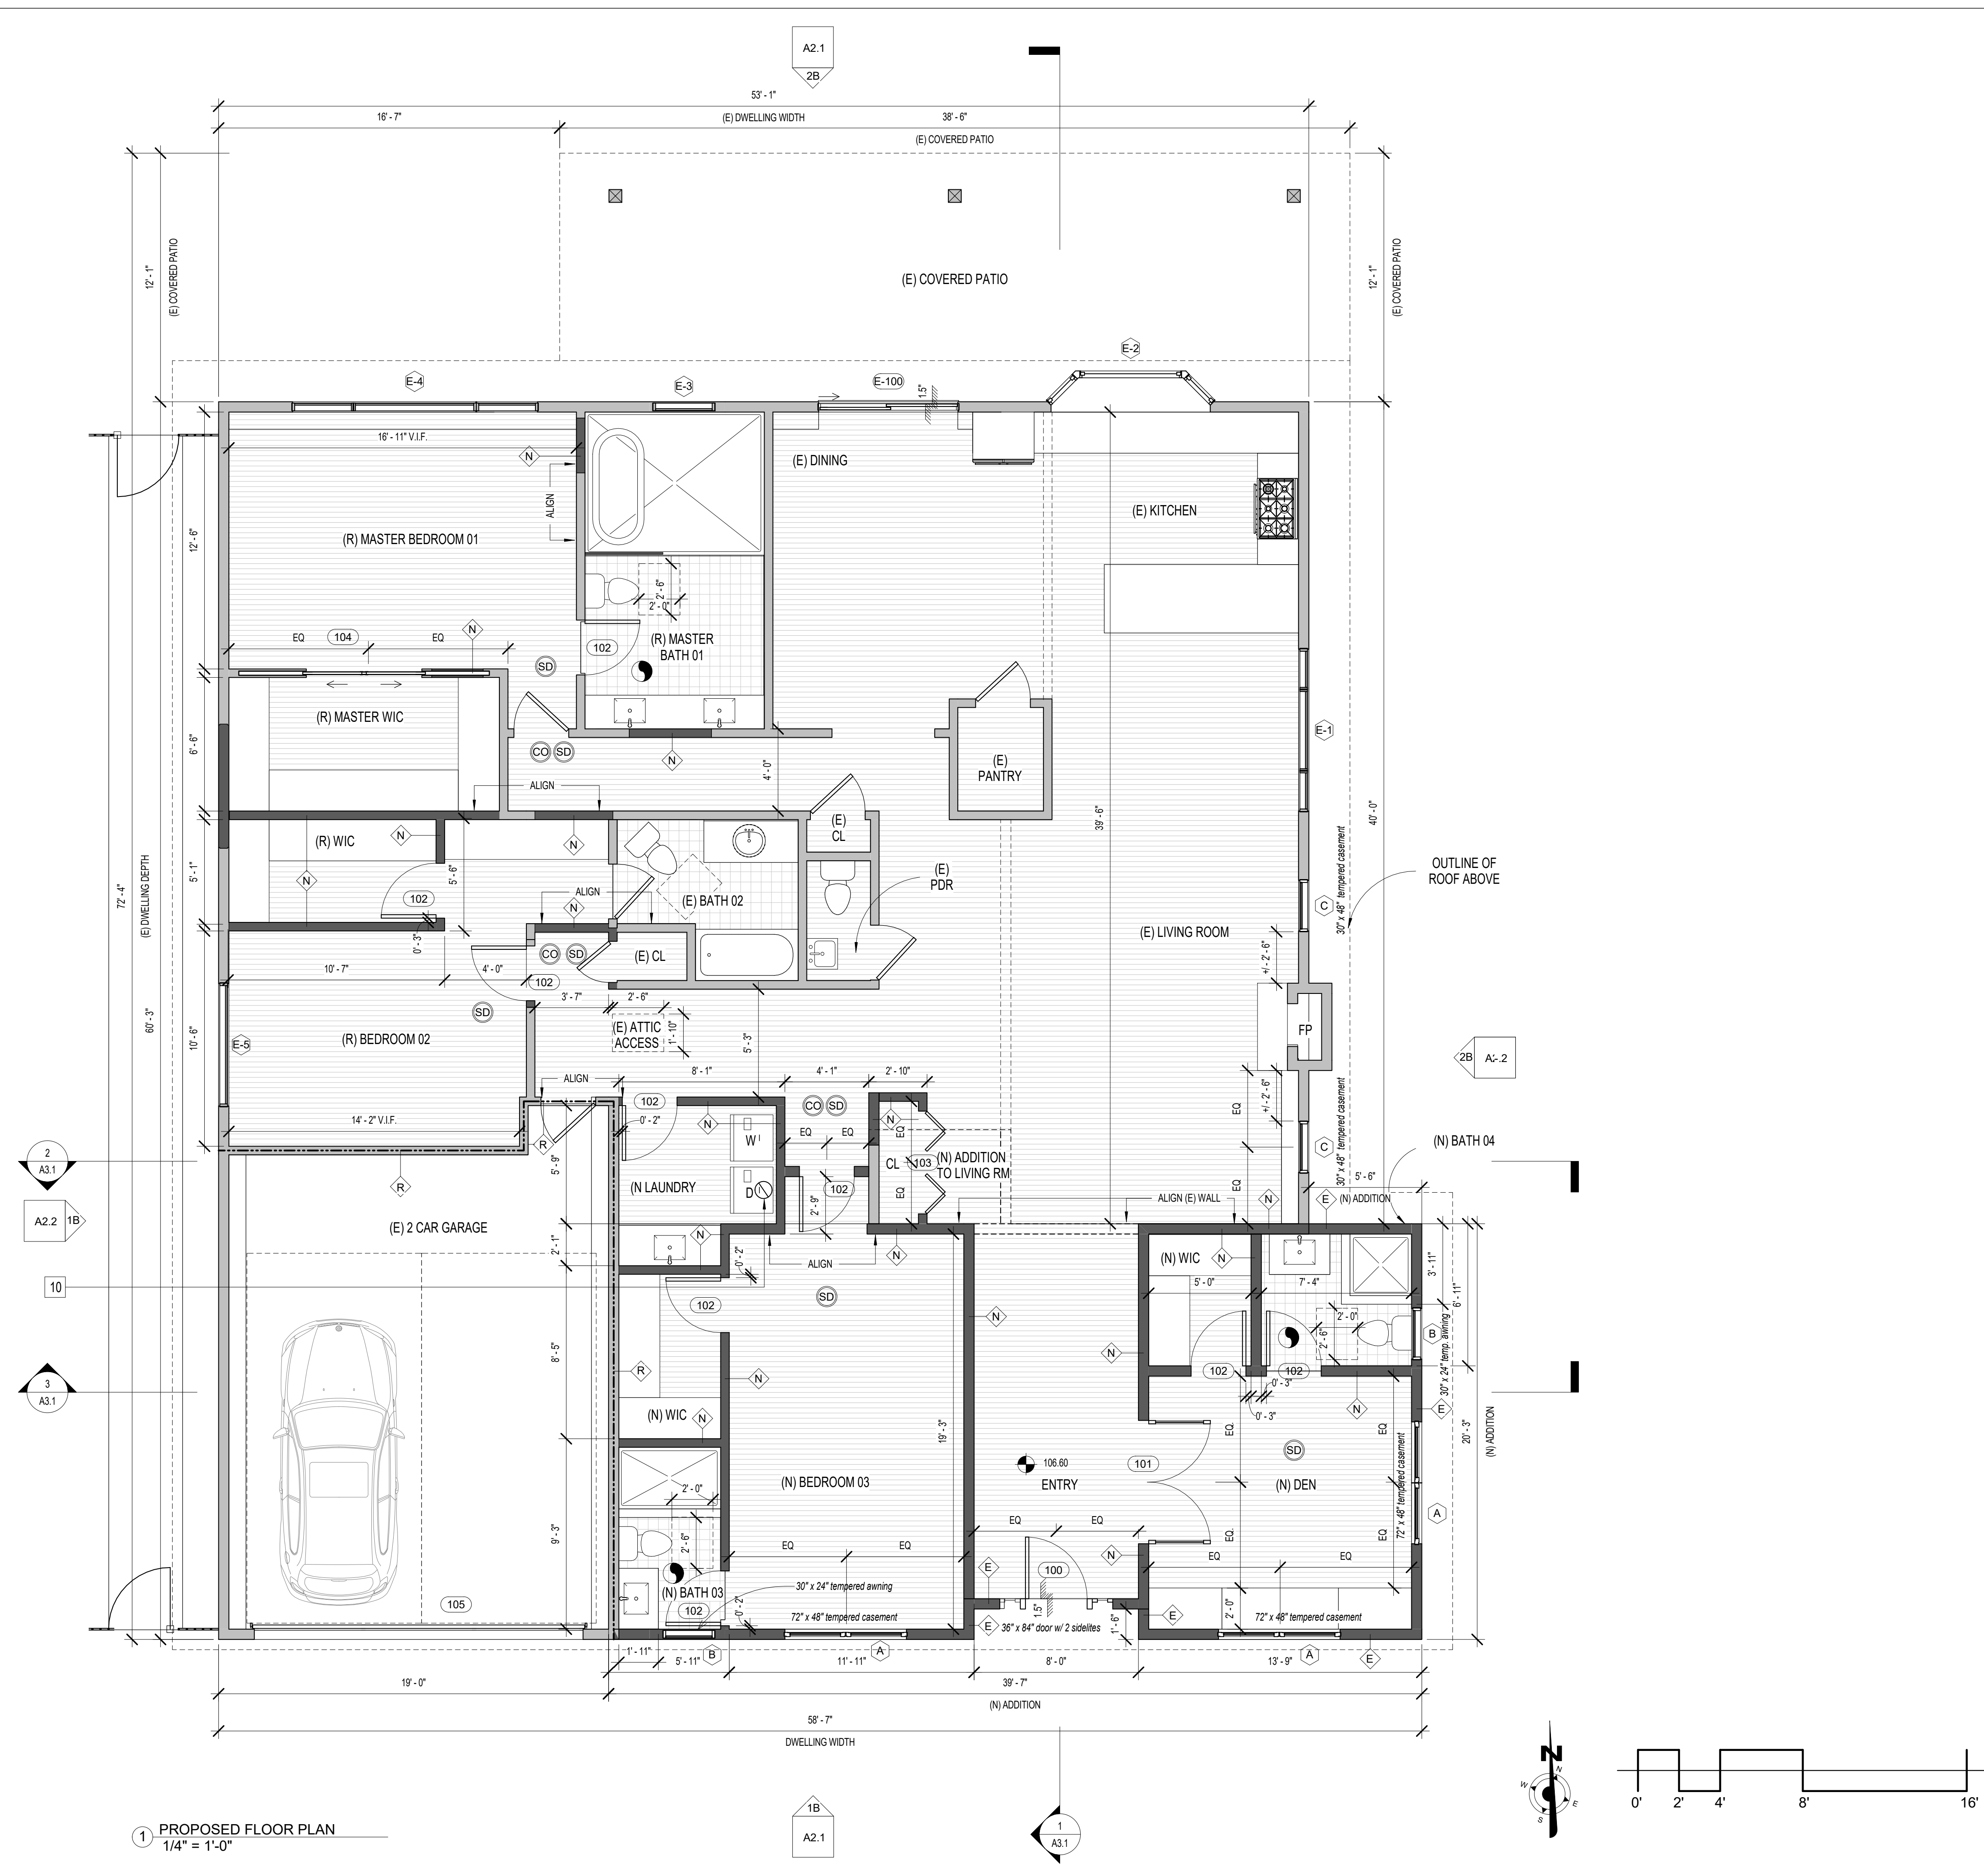 A2.1
2B
53' - 1"
(E) DWELLING WIDTH
16' - 7"
38' - 6"
(E) COVERED PATIO
12' - 1"
(E) COVERED PATIO
12' - 1"
(E) COVERED PATIO
(E) COVERED PATIO
E-2
E-4
E-3
E-100
1.5"
16' - 11" V.I.F.
N
ALIGN
(E) DINING
(E) KITCHEN
(R) MASTER BEDROOM 01
12' - 6"
2' - 6"
2' - 0"
(R) MASTER
BATH 01
102
EQ
104
EQ
N
SD
(R) MASTER WIC
6' - 6"
CO
SD
N
4' - 0"
(E)
PANTRY
E-1
ALIGN
39' - 6"
40' - 0"
(E)
CL
(R) WIC
N
N
N
5' - 1"
5' - 6"
102
0' - 3"
ALIGN
N
(E) BATH 02
(E)
PDR
30" x 48" tempered casement
C
OUTLINE OF
ROOF ABOVE
72' - 4"
(E) DWELLING DEPTH
60' - 3"
(E) LIVING ROOM
+/- 2' - 6"
10' - 7"
4' - 0"
CO
SD
102
(E) CL
3' - 7"
2' - 6"
SD
(E) ATTIC
ACCESS
1' - 10"
5' - 3"
FP
10' - 6"
E-5
(R) BEDROOM 02
2B
A2.2
ALIGN
8' - 1"
4' - 1"
2' - 10"
+/- 2' - 6"
EQ
EQ
30" x 48" tempered casement
C
14' - 2" V.I.F.
102
0' - 2"
N
W
CO
SD
EQ
EQ
N
EQ
EQ
CL
103
(N) ADDITION
TO LIVING RM
R
R
5' - 9"
(N) BATH 04
2
A3.1
A2.2
1B
(N LAUNDRY
D
102
2' - 9"
ALIGN (E) WALL
N
E
5' - 6"
(N) ADDITION
(E) 2 CAR GARAGE
2' - 1"
N
0' - 2"
ALIGN
N
(N) WIC
N
5' - 0"
7' - 4"
3' - 11"
6' - 11"
10
102
SD
N
2' - 0"
2' - 6"
B
30" x 24" temp. awning
8' - 5"
R
N
N
3
A3.1
102
102
0' - 3"
0' - 3"
N
E
(N) WIC
N
19' - 3"
EQ.
EQ
20' - 3"
(N) ADDITION
SD
72" x 48" tempered casement
106.60
ENTRY
101
(N) BEDROOM 03
(N) DEN
A
2' - 0"
2' - 6"
9' - 3"
EQ
EQ
EQ
EQ
EQ.
EQ
EQ
EQ
N
E
100
1.5"
(N) BATH 03
30" x 24" tempered awning
105
102
0' - 2"
72" x 48" tempered casement
E
36" x 84" door w/ 2 sidelites
1' - 6"
E
2' - 0"
72" x 48" tempered casement
1' - 11"
5' - 11"
B
11' - 11"
A
8' - 0"
13' - 9"
A
E
19' - 0"
39' - 7"
(N) ADDITION
58' - 7"
DWELLING WIDTH
1B
A2.1
1
A3.1
N
N
W
E
S
0'
2'
4'
8'
16'
1
PROPOSED FLOOR PLAN
1/4" = 1'-0"